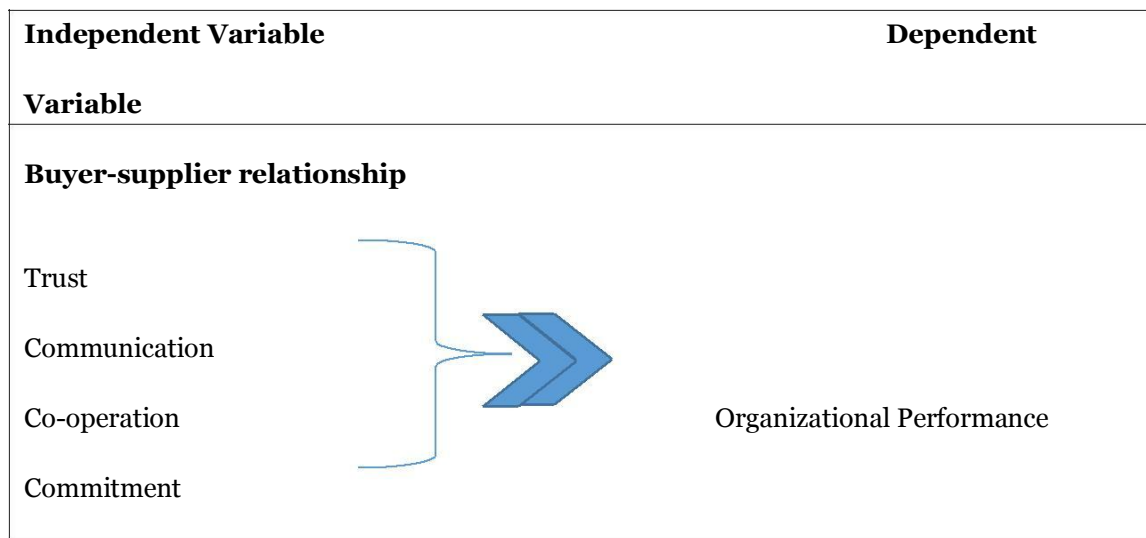 Independent Variable Dependent
Variable
Buyer-supplier relationship
Trust
Communication
Co-operation Organizational Performance
Commitment